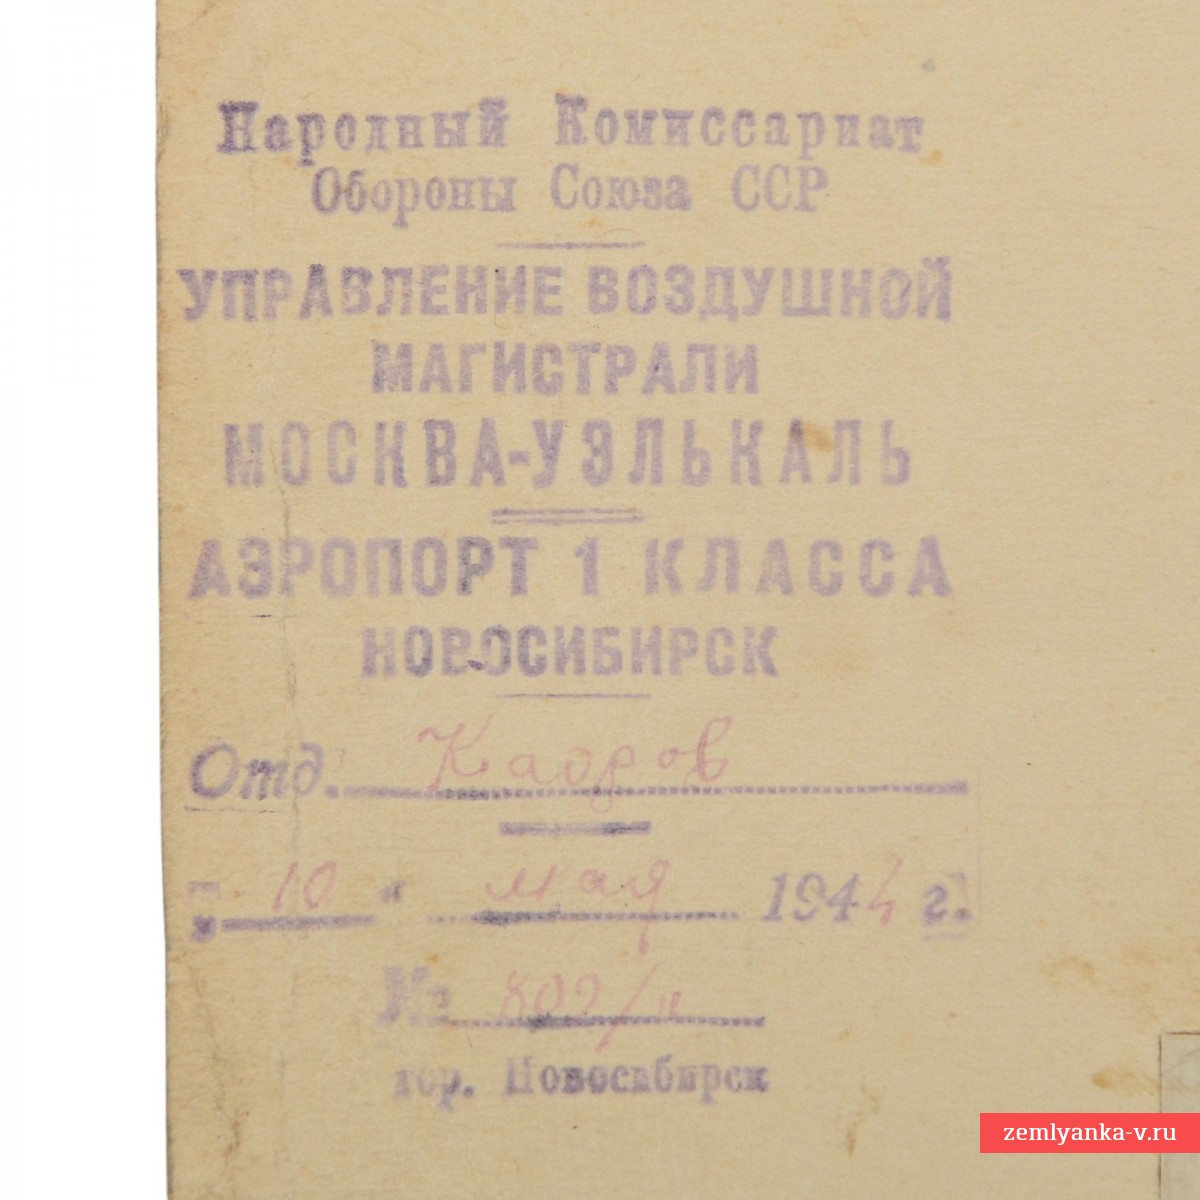 Народный Комиссариат
Обороны Союза ССР
УПРАВЛЕНИЕ ВОЗДУШНОЙ
МАГИСТРАЛИ
МОСКВА-УЭЛЬКАЛЬ
АЭРОПОРТ 1 КЛАССА
НОВОСИБИРСК
Отд. Кадров
„ 10 “ мая 1944 г.
№ 802/н
гор. Новосибирск
zemlyanka-v.ru